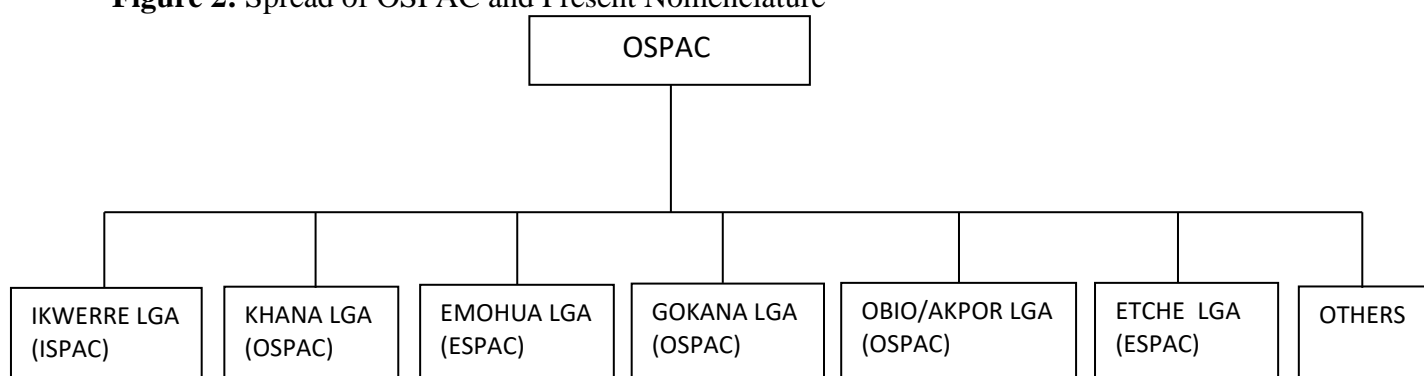 Figure 2: Spread of OSPAC and Present Nomenclature
OSPAC
IKWERRE LGA
(ISPAC)
KHANA LGA
(OSPAC)
EMOHUA LGA
(ESPAC)
GOKANA LGA
(OSPAC)
OBIO/AKPOR LGA
(OSPAC)
ETCHE LGA
(ESPAC)
OTHERS